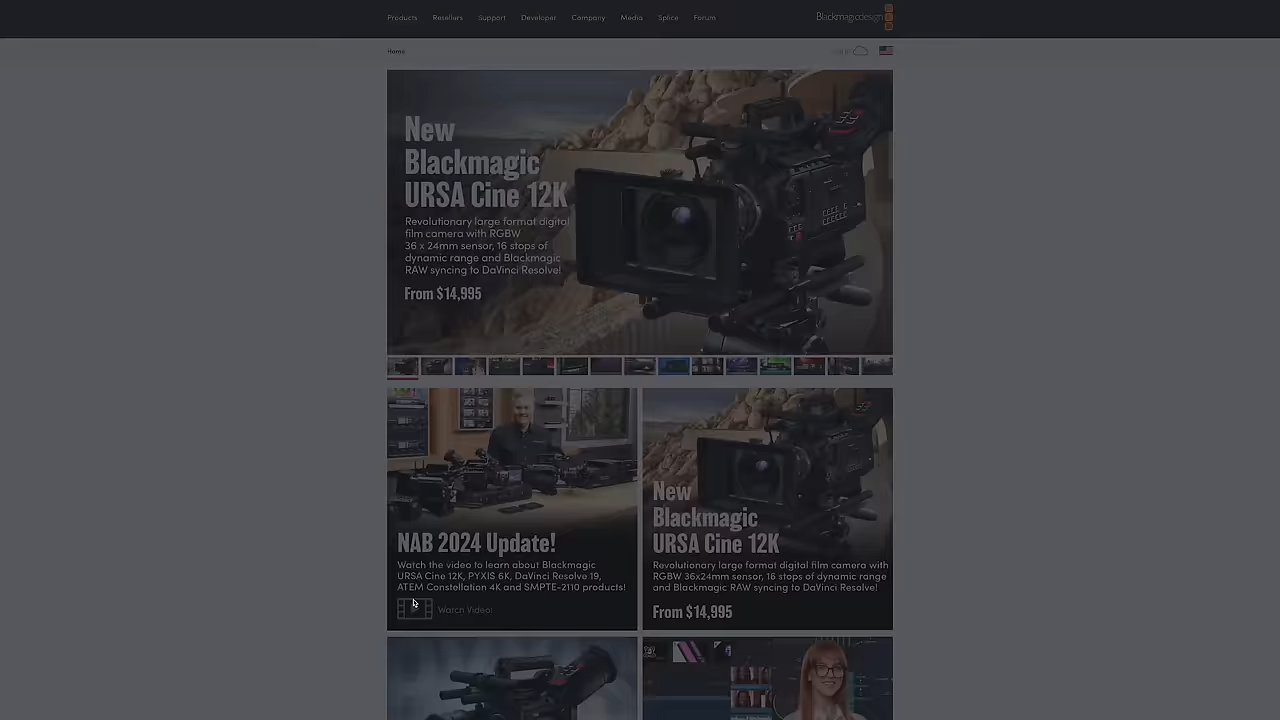 Products Resellers Support Developer Company Media Splice Forum
Blackmagicdesign
Home
New
Blackmagic
URSA Cine 12K
Revolutionary large format digital
film camera with RGBW
36 x 24mm sensor, 16 stops of
dynamic range and Blackmagic
RAW syncing to DaVinci Resolve!
From $14,995
NAB 2024 Update!
Watch the video to learn about Blackmagic
URSA Cine 12K, PYXIS 6K, DaVinci Resolve 19,
ATEM Constellation 4K and SMPTE-2110 products!
Watch Video!
New
Blackmagic
URSA Cine 12K
Revolutionary large format digital film camera with
RGBW 36x24mm sensor, 16 stops of dynamic range
and Blackmagic RAW syncing to DaVinci Resolve!
From $14,995